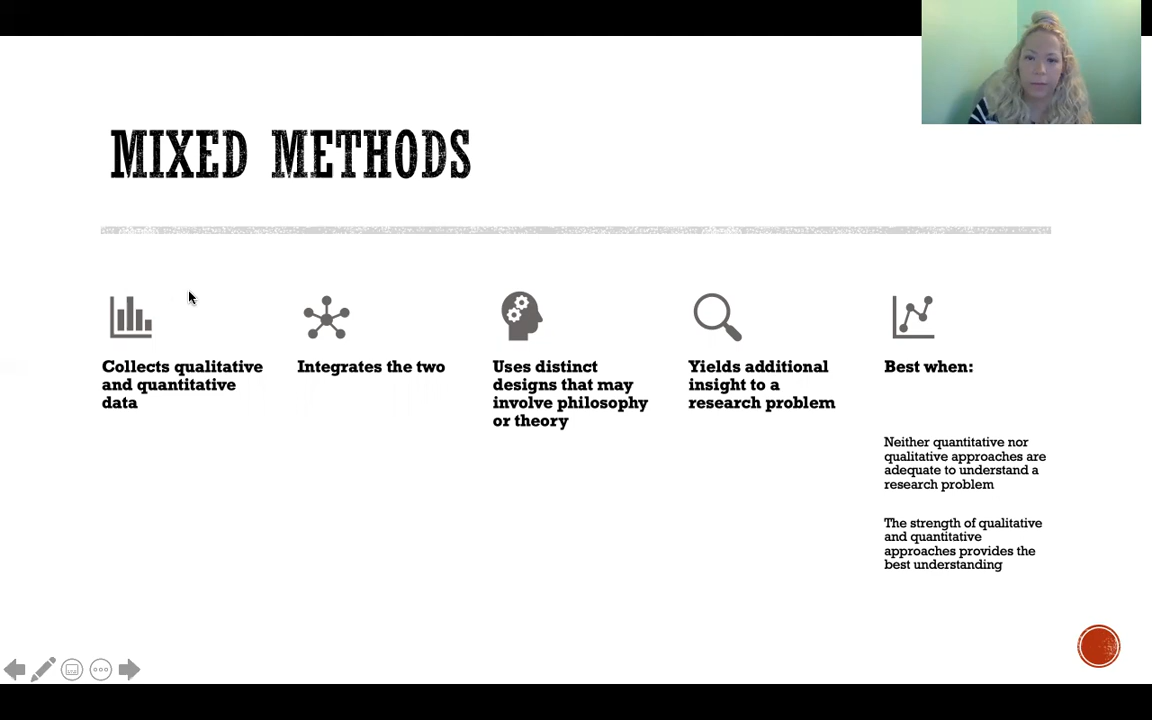 MIXED METHODS
Collects qualitative
and quantitative
data
Integrates the two
Uses distinct
designs that may
involve philosophy
or theory
Yields additional
insight to a
research problem
Best when:
Neither quantitative nor
qualitative approaches are
adequate to understand a
research problem
The strength of qualitative
and quantitative
approaches provides the
best understanding